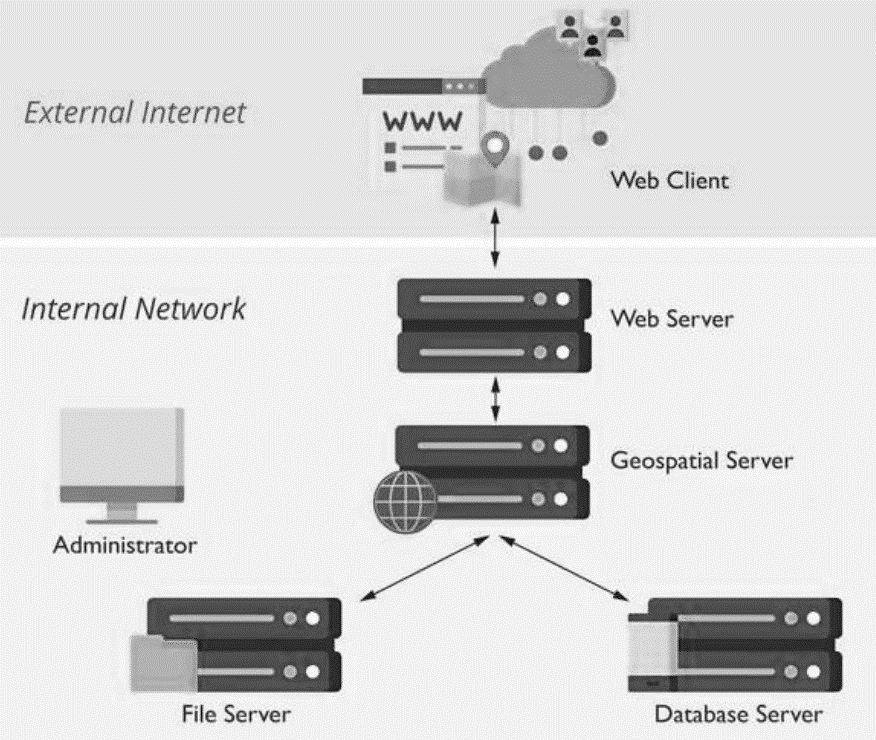 External Internet
WWW
Web Client
Internal Network
Web Server
Geospatial Server
Administrator
File Server
Database Server